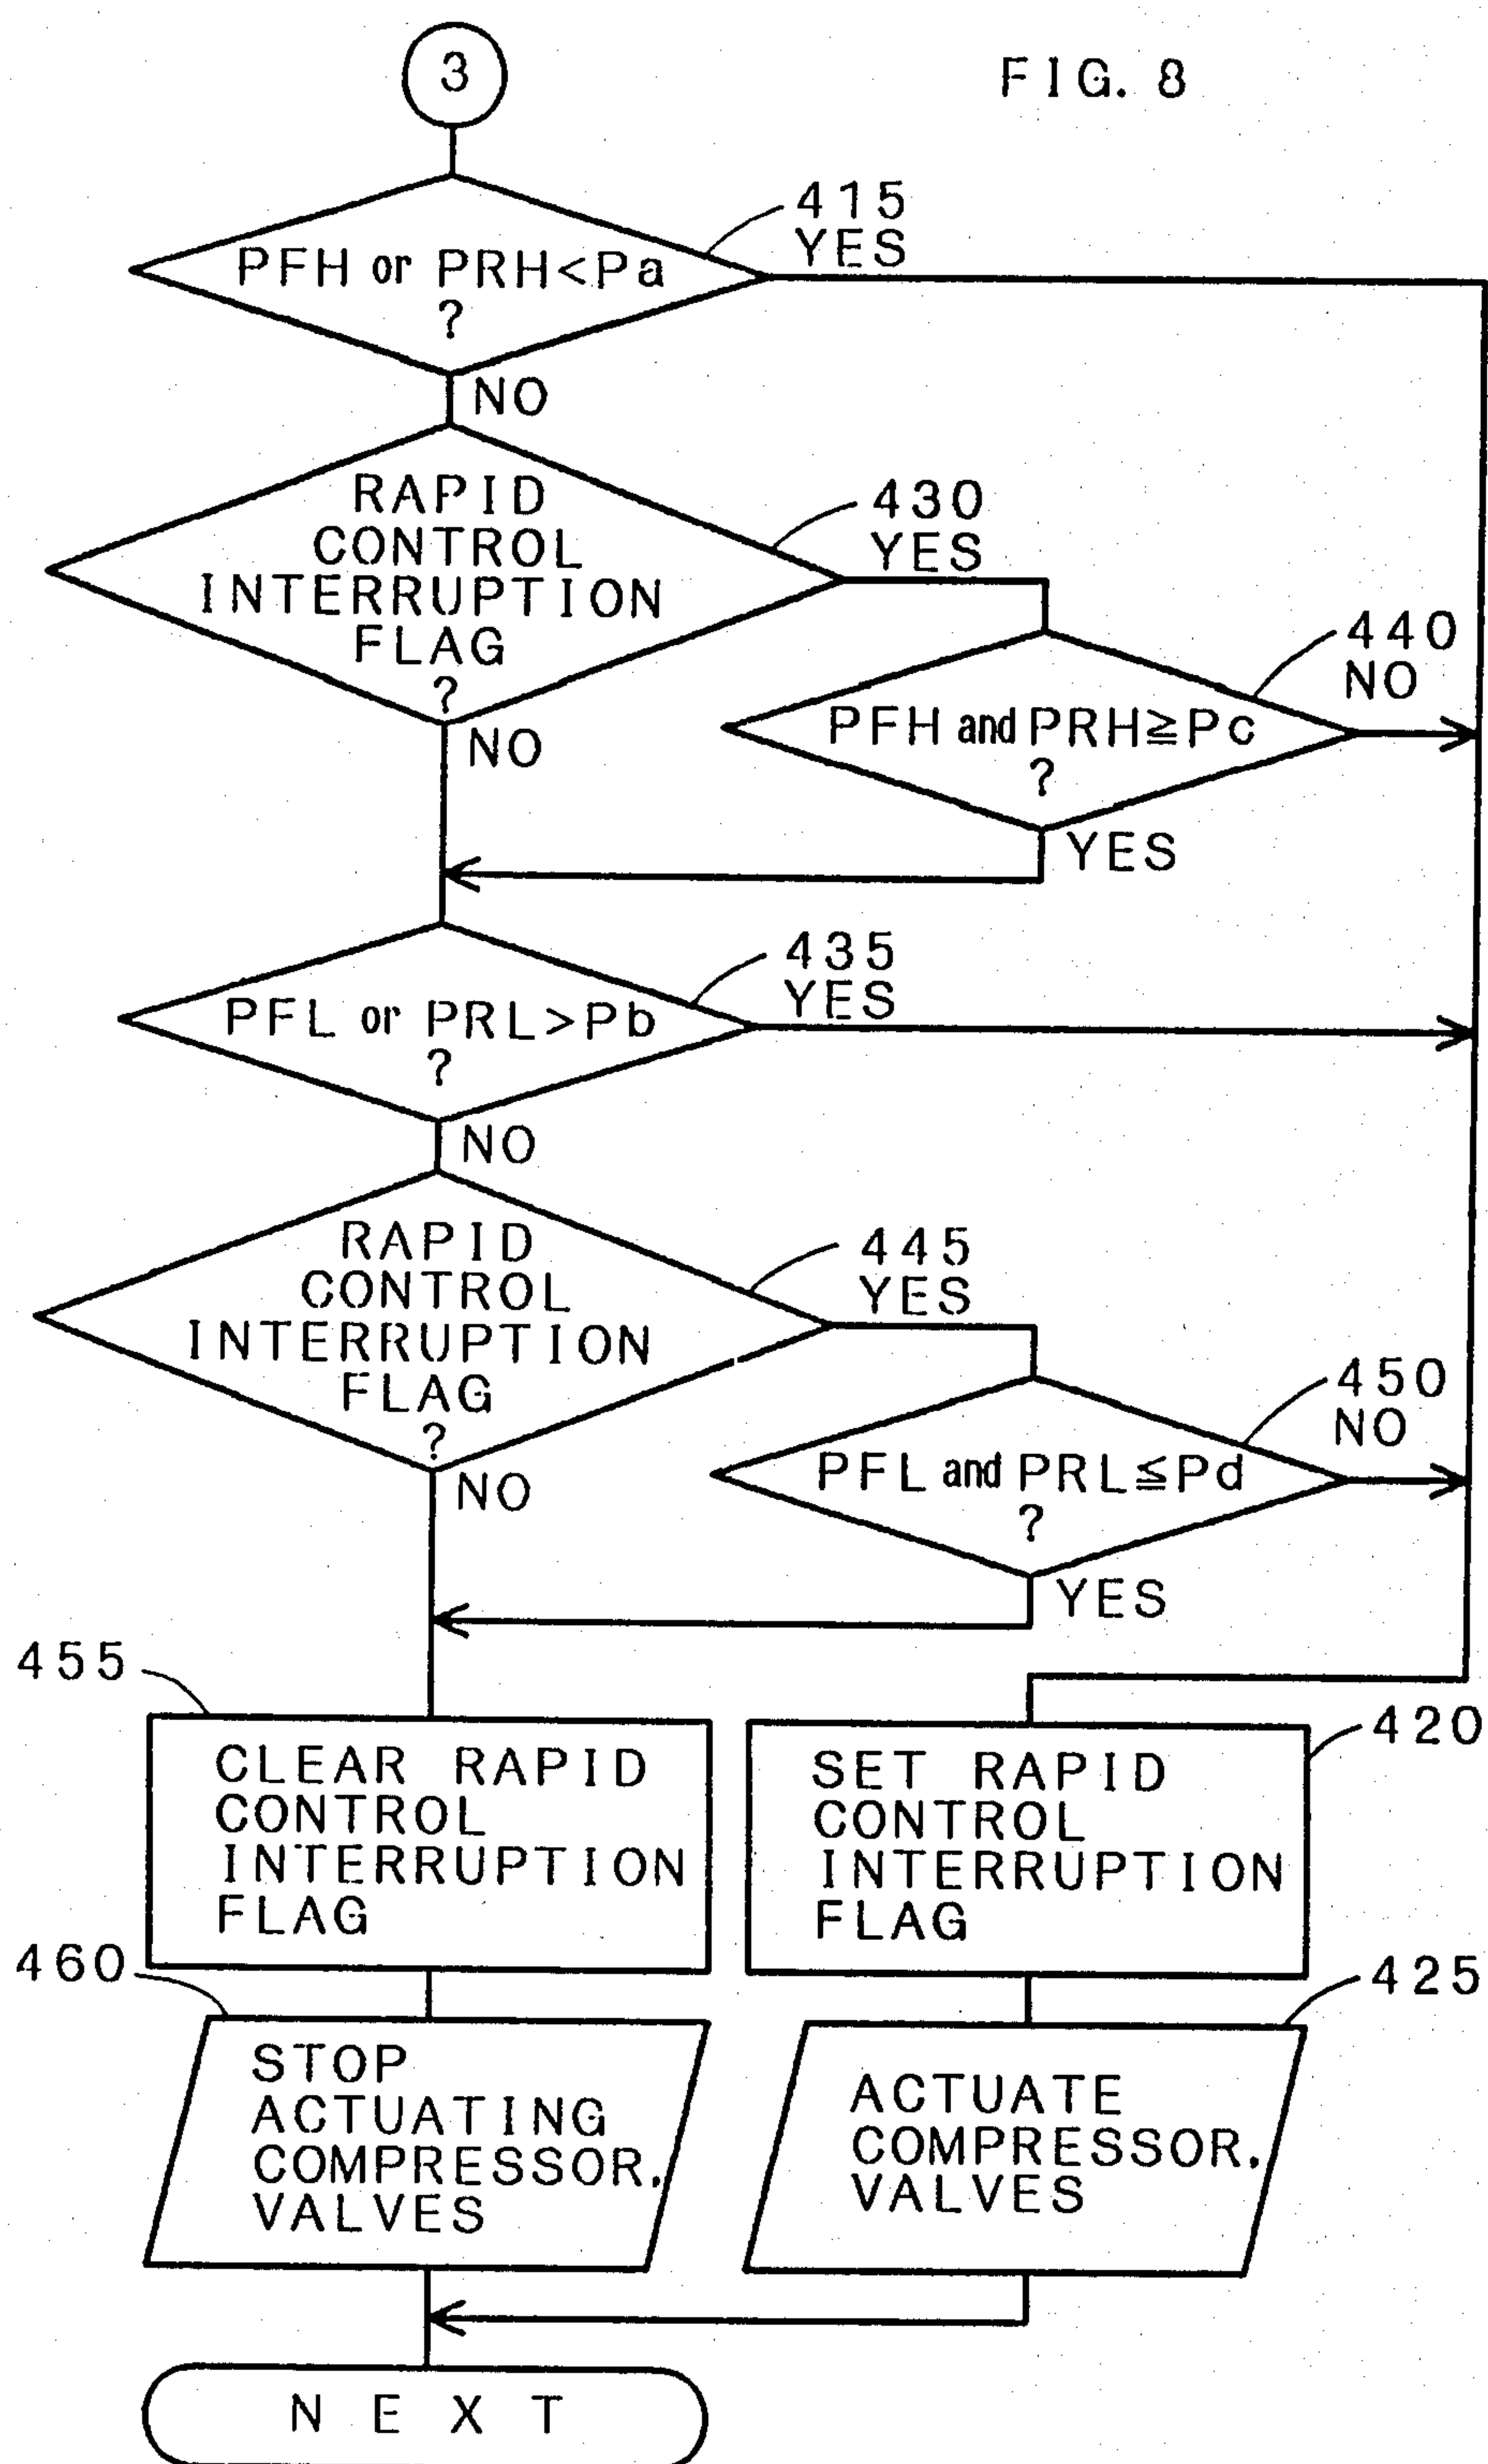 3
FIG. 8
415
YES
PFH or PRH<Pa
?
NO
RAPID
CONTROL
INTERRUPTION
FLAG
?
430
YES
NO
440
NO
PFH and PRH≧Pc
?
YES
435
YES
PFL or PRL>Pb
?
NO
RAPID
CONTROL
INTERRUPTION
FLAG
?
445
YES
NO
450
NO
PFL and PRL≦Pd
?
YES
455
CLEAR RAPID
CONTROL
INTERRUPTION
FLAG
420
SET RAPID
CONTROL
INTERRUPTION
FLAG
460
STOP
ACTUATING
COMPRESSOR,
VALVES
425
ACTUATE
COMPRESSOR,
VALVES
NEXT